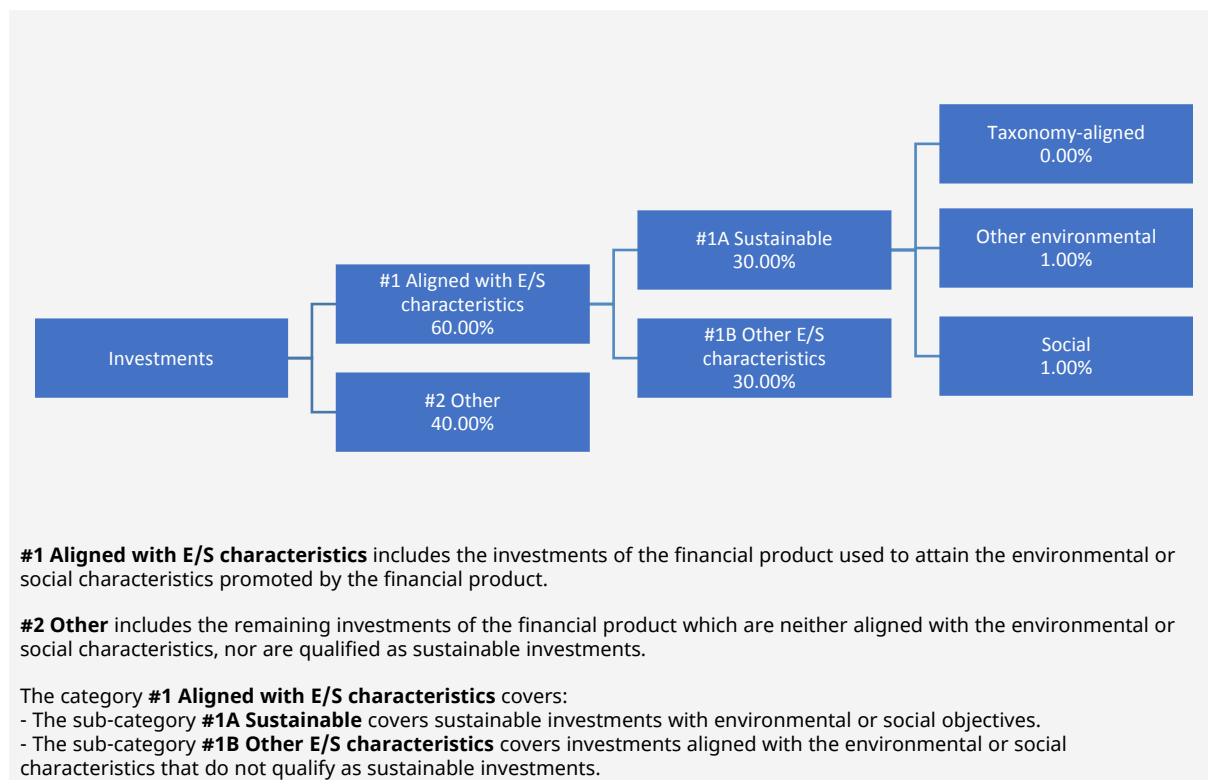 Investments
#1 Aligned with E/S
characteristics
60.00%
#2 Other
40.00%
#1A Sustainable
30.00%
#1B Other E/S
characteristics
30.00%
Taxonomy-aligned
0.00%
Other environmental
1.00%
Social
1.00%
#1 Aligned with E/S characteristics includes the investments of the financial product used to attain the environmental or
social characteristics promoted by the financial product.
#2 Other includes the remaining investments of the financial product which are neither aligned with the environmental or
social characteristics, nor are qualified as sustainable investments.
The category #1 Aligned with E/S characteristics covers:
- The sub-category #1A Sustainable covers sustainable investments with environmental or social objectives.
- The sub-category #1B Other E/S characteristics covers investments aligned with the environmental or social
characteristics that do not qualify as sustainable investments.